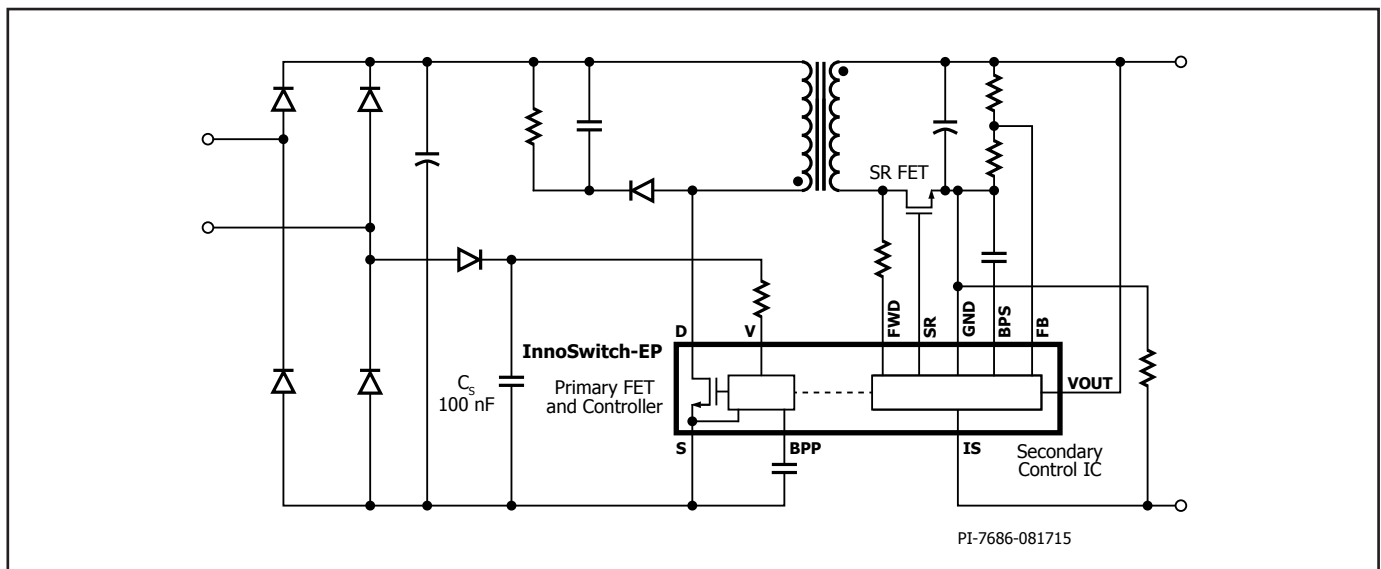 SR FET
D
V
FWD
SR
GND
BPS
FB
InnoSwitch-EP
Primary FET
and Controller
VOUT
CS
100 nF
S
BPP
IS
Secondary
Control IC
PI-7686-081715